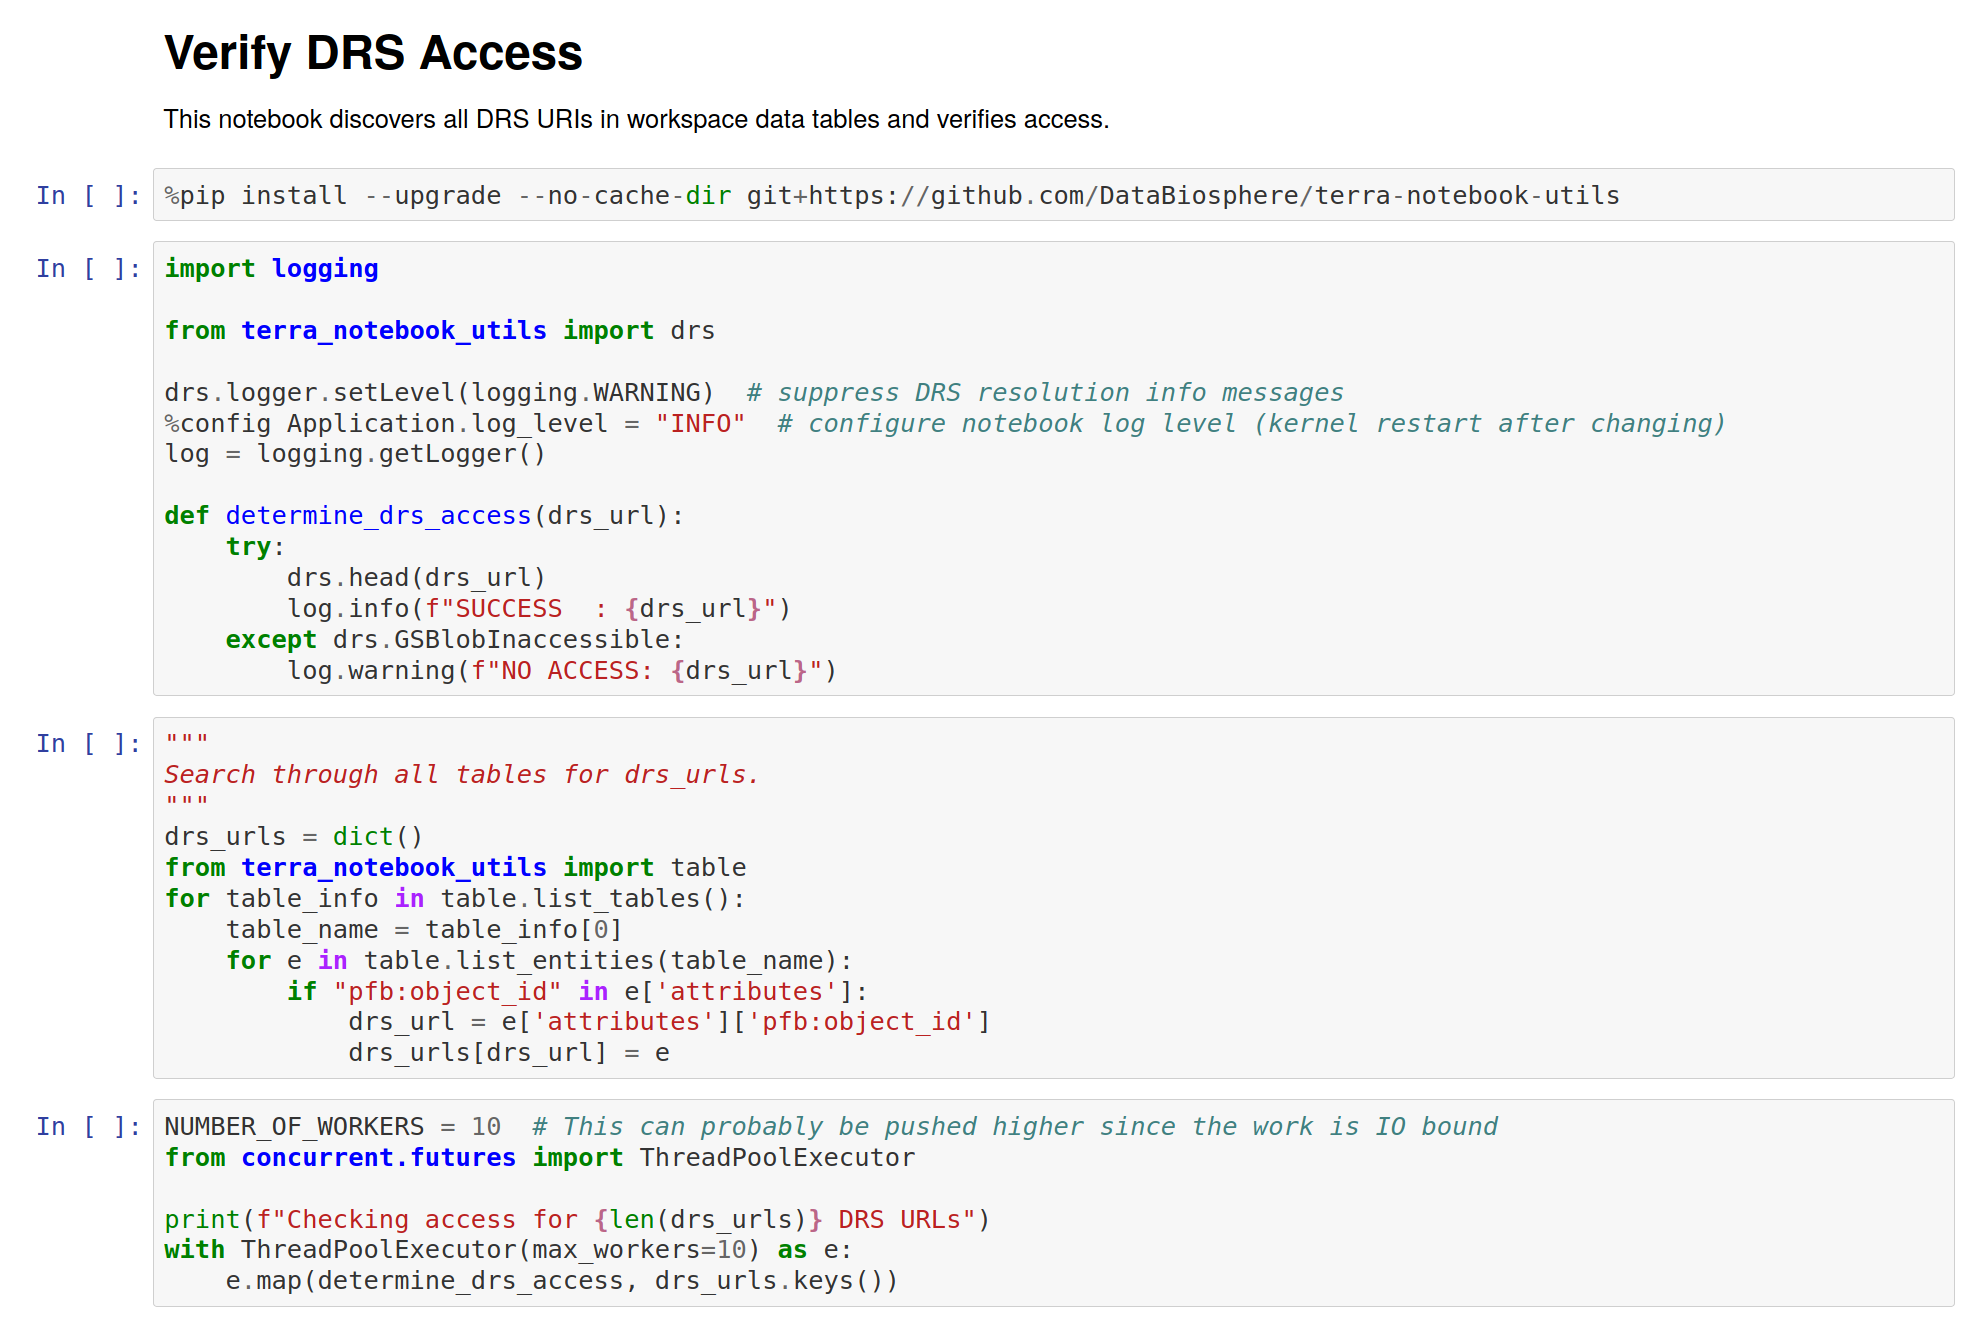 Verify DRS Access
This notebook discovers all DRS URIs in workspace data tables and verifies access.
In [ ]: %pip install --upgrade --no-cache-dir git+https://github.com/DataBiosphere/terra-notebook-utils
In [ ]: import logging
from terra_notebook_utils import drs
drs.logger.setLevel(logging.WARNING)  # suppress DRS resolution info messages
%config Application.log_level = "INFO"  # configure notebook log level (kernel restart after changing)
log = logging.getLogger()
def determine_drs_access(drs_url):
    try:
        drs.head(drs_url)
        log.info(f"SUCCESS  : {drs_url}")
    except drs.GSBlobInaccessible:
        log.warning(f"NO ACCESS: {drs_url}")
In [ ]: """
Search through all tables for drs_urls.
"""
drs_urls = dict()
from terra_notebook_utils import table
for table_info in table.list_tables():
    table_name = table_info[0]
    for e in table.list_entities(table_name):
        if "pfb:object_id" in e['attributes']:
            drs_url = e['attributes']['pfb:object_id']
            drs_urls[drs_url] = e
In [ ]: NUMBER_OF_WORKERS = 10  # This can probably be pushed higher since the work is IO bound
from concurrent.futures import ThreadPoolExecutor
print(f"Checking access for {len(drs_urls)} DRS URLs")
with ThreadPoolExecutor(max_workers=10) as e:
    e.map(determine_drs_access, drs_urls.keys())